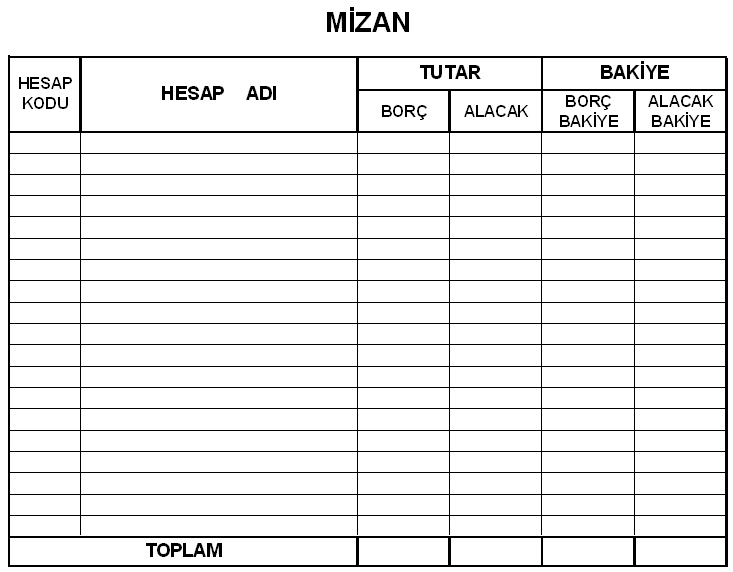 MİZAN
HESAP KODU
HESAP ADI
TUTAR
BAKİYE
BORÇ
ALACAK
BORÇ BAKİYE
ALACAK BAKİYE
TOPLAM